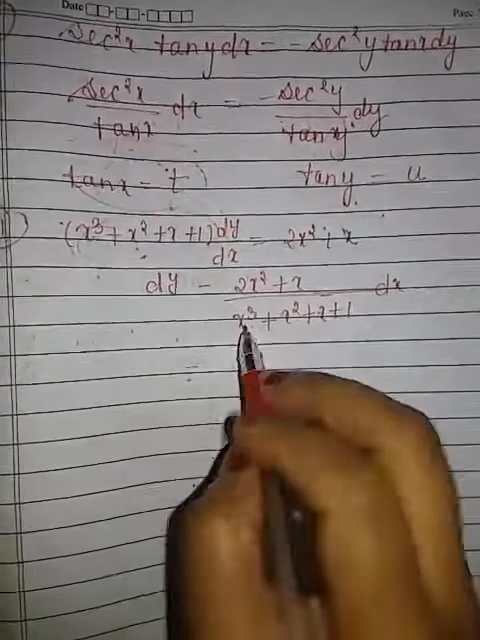 Date
Page
sec²x tany dx = -sec²y tanx dy
sec²x/tanx dx = -sec²y/tany dy
tanx = t tany = u
(x³+x²+x+1) dy/dx = 2x²+x
dy = 2x²+x/x³+x²+x+1 dx